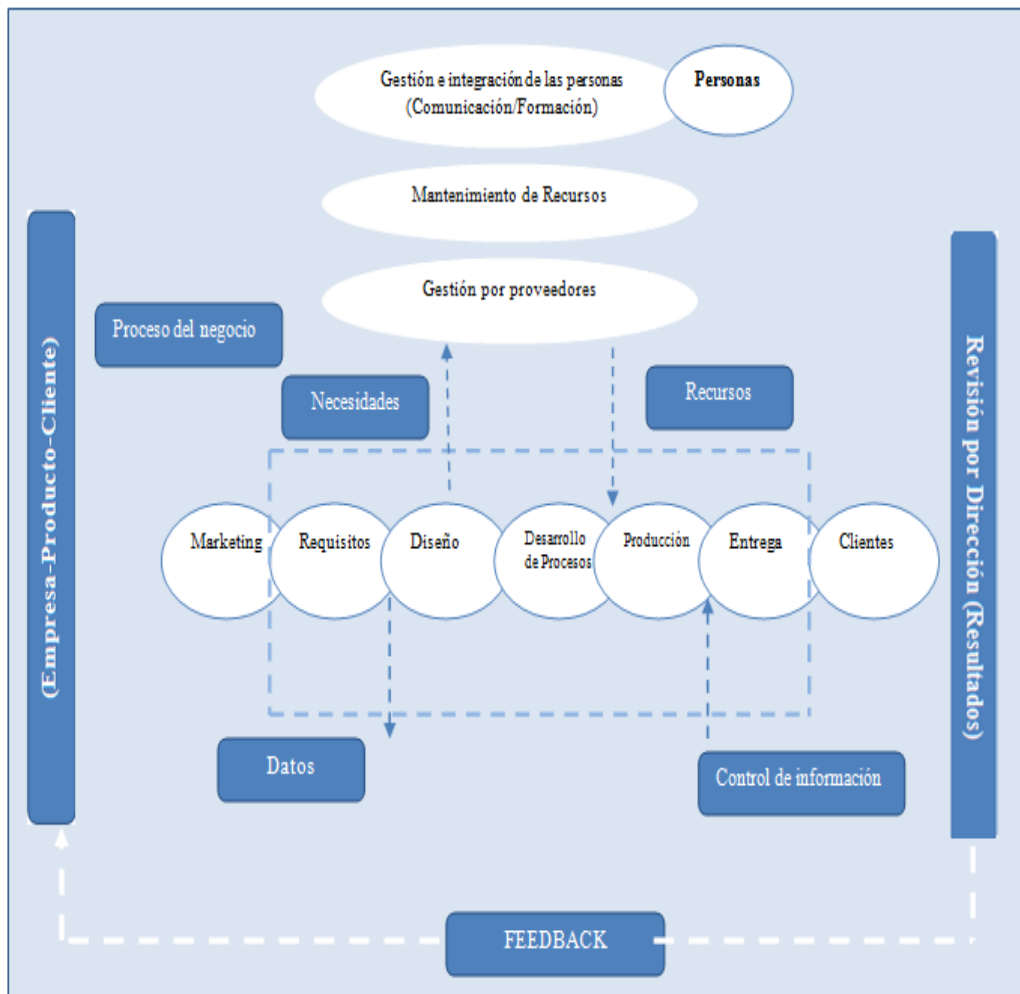 Gestión e integración de las personas
(Comunicación/Formación)
Personas
Mantenimiento de Recursos
Gestión por proveedores
Proceso del negocio
Necesidades
Recursos
(Empresa-Producto-Cliente)
Revisión por Dirección (Resultados)
Marketing
Requisitos
Diseño
Desarrollo
de Procesos
Producción
Entrega
Clientes
Datos
Control de información
FEEDBACK